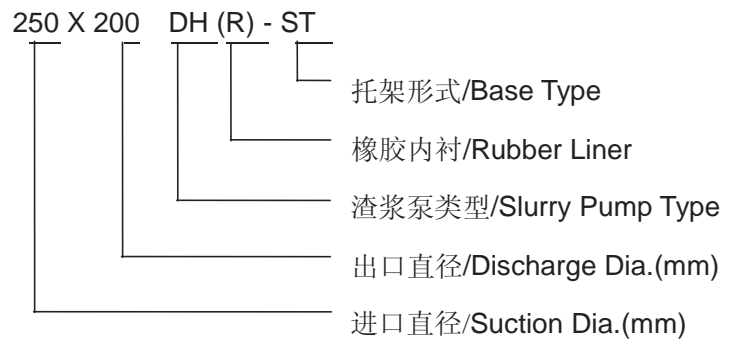 250 X 200 DH (R) - ST
托架形式/Base Type
橡胶内衬/Rubber Liner
渣浆泵类型/Slurry Pump Type
出口直径/Discharge Dia.(mm)
进口直径/Suction Dia.(mm)